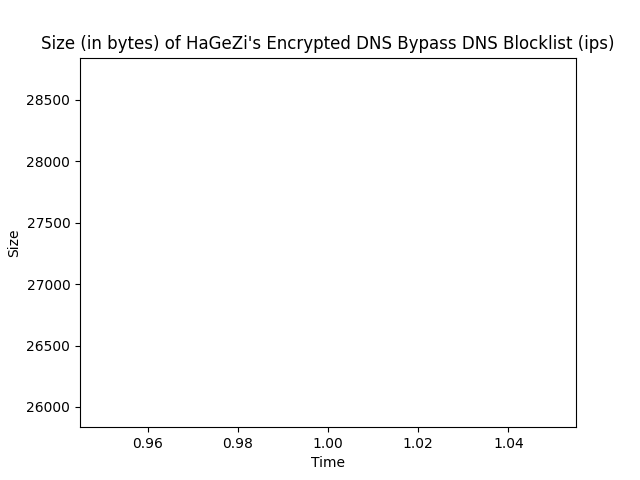 Size (in bytes) of HaGeZi's Encrypted DNS Bypass DNS Blocklist (ips)
28500
28000
27500
27000
26500
26000
Size
0.96 0.98 1.00 1.02 1.04
Time